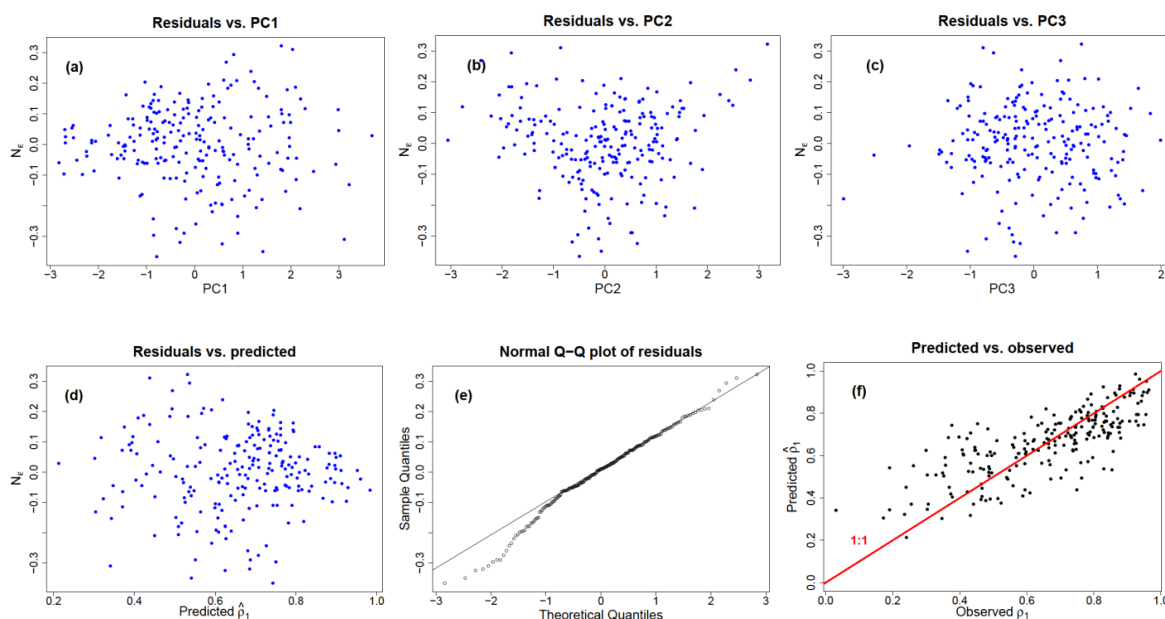 Residuals vs. PC1
(a)
Nε
0.3
0.1
0.0
−0.1
−0.3
−3 −2 −1 0 1 2 3
PC1
Residuals vs. PC2
(b)
Nε
0.3
0.1
0.0
−0.1
−0.3
−3 −2 −1 0 1 2 3
PC2
Residuals vs. PC3
(c)
Nε
0.3
0.1
0.0
−0.1
−0.3
−3 −2 −1 0 1 2
PC3
Residuals vs. predicted
(d)
Nε
0.3
0.2
0.1
0.0
−0.1
−0.3
0.2 0.4 0.6 0.8 1.0
Predicted ρ̂₁
Normal Q−Q plot of residuals
(e)
Sample Quantiles
0.3
0.2
0.1
0.0
−0.1
−0.3
−3 −2 −1 0 1 2 3
Theoretical Quantiles
Predicted vs. observed
(f)
Predicted ρ̂₁
1.0
0.8
0.6
0.4
0.2
0.0
1:1
0.0 0.2 0.4 0.6 0.8 1.0
Observed ρ₁